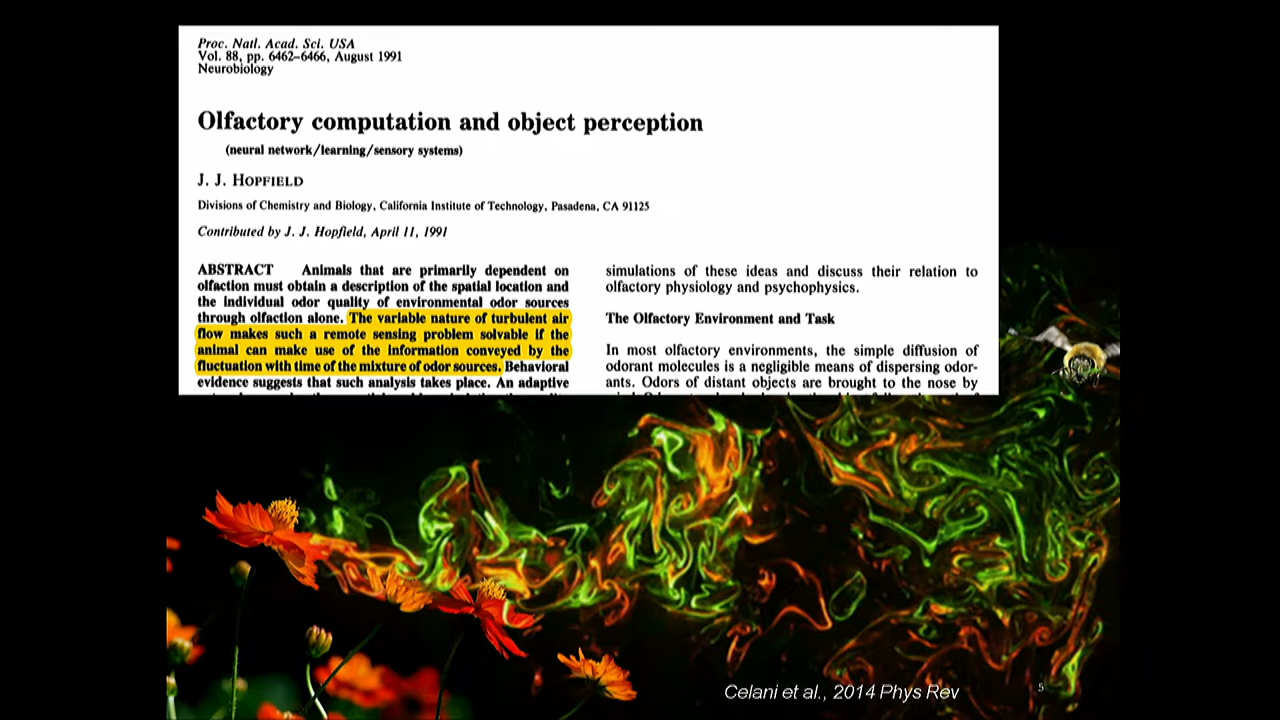 Proc. Natl. Acad. Sci. USA
Vol. 88, pp. 6462–6466, August 1991
Neurobiology
Olfactory computation and object perception
(neural network/learning/sensory systems)
J. J. HOPFIELD
Divisions of Chemistry and Biology, California Institute of Technology, Pasadena, CA 91125
Contributed by J. J. Hopfield, April 11, 1991
ABSTRACT Animals that are primarily dependent on
olfaction must obtain a description of the spatial location and
the individual odor quality of environmental odor sources
through olfaction alone. The variable nature of turbulent air
flow makes such a remote sensing problem solvable if the
animal can make use of the information conveyed by the
fluctuation with time of the mixture of odor sources. Behavioral
evidence suggests that such analysis takes place. An adaptive
simulations of these ideas and discuss their relation to
olfactory physiology and psychophysics.
The Olfactory Environment and Task
In most olfactory environments, the simple diffusion of
odorant molecules is a negligible means of dispersing odor-
ants. Odors of distant objects are brought to the nose by
Celani et al., 2014 Phys Rev
5